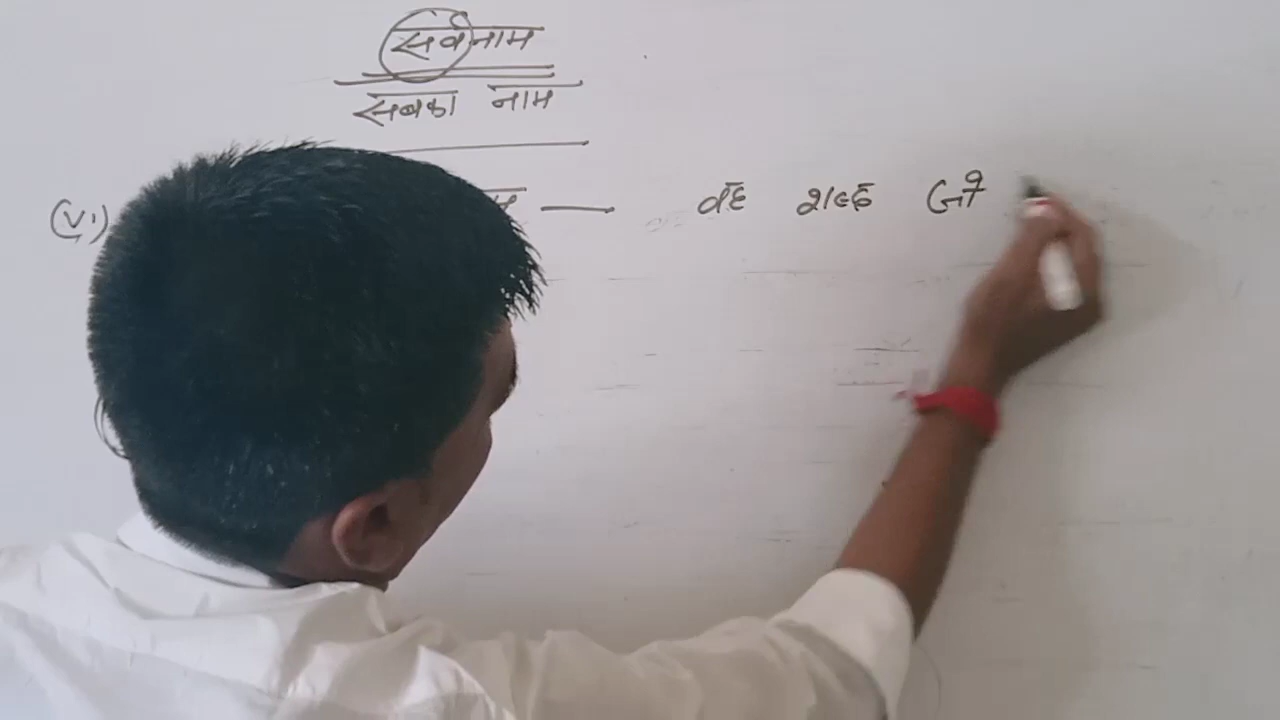 सर्वनाम
सबका नाम
(vi) म — वह शब्द जो